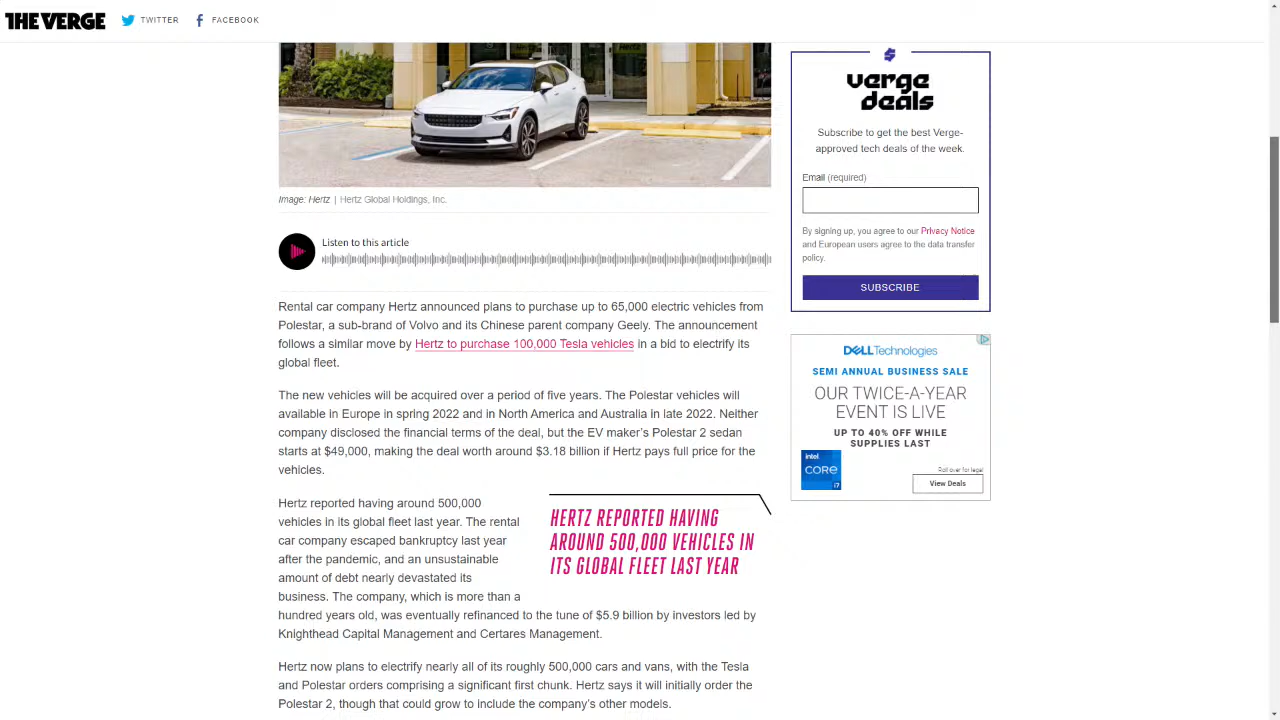 THE VERGE
TWITTER
FACEBOOK
Image: Hertz | Hertz Global Holdings, Inc.
Listen to this article
Rental car company Hertz announced plans to purchase up to 65,000 electric vehicles from
Polestar, a sub-brand of Volvo and its Chinese parent company Geely. The announcement
follows a similar move by Hertz to purchase 100,000 Tesla vehicles in a bid to electrify its
global fleet.
The new vehicles will be acquired over a period of five years. The Polestar vehicles will
available in Europe in spring 2022 and in North America and Australia in late 2022. Neither
company disclosed the financial terms of the deal, but the EV maker’s Polestar 2 sedan
starts at $49,000, making the deal worth around $3.18 billion if Hertz pays full price for the
vehicles.
Hertz reported having around 500,000
vehicles in its global fleet last year. The rental
car company escaped bankruptcy last year
after the pandemic, and an unsustainable
amount of debt nearly devastated its
business. The company, which is more than a
hundred years old, was eventually refinanced to the tune of $5.9 billion by investors led by
Knighthead Capital Management and Certares Management.
HERTZ REPORTED HAVING
AROUND 500,000 VEHICLES IN
ITS GLOBAL FLEET LAST YEAR
Hertz now plans to electrify nearly all of its roughly 500,000 cars and vans, with the Tesla
and Polestar orders comprising a significant first chunk. Hertz says it will initially order the
Polestar 2, though that could grow to include the company’s other models.
verge
deals
Subscribe to get the best Verge-
approved tech deals of the week.
Email (required)
By signing up, you agree to our Privacy Notice
and European users agree to the data transfer
policy.
SUBSCRIBE
DELL Technologies
SEMI ANNUAL BUSINESS SALE
OUR TWICE-A-YEAR
EVENT IS LIVE
UP TO 40% OFF WHILE
SUPPLIES LAST
intel
CORE
i7
Roll over for legal
View Deals